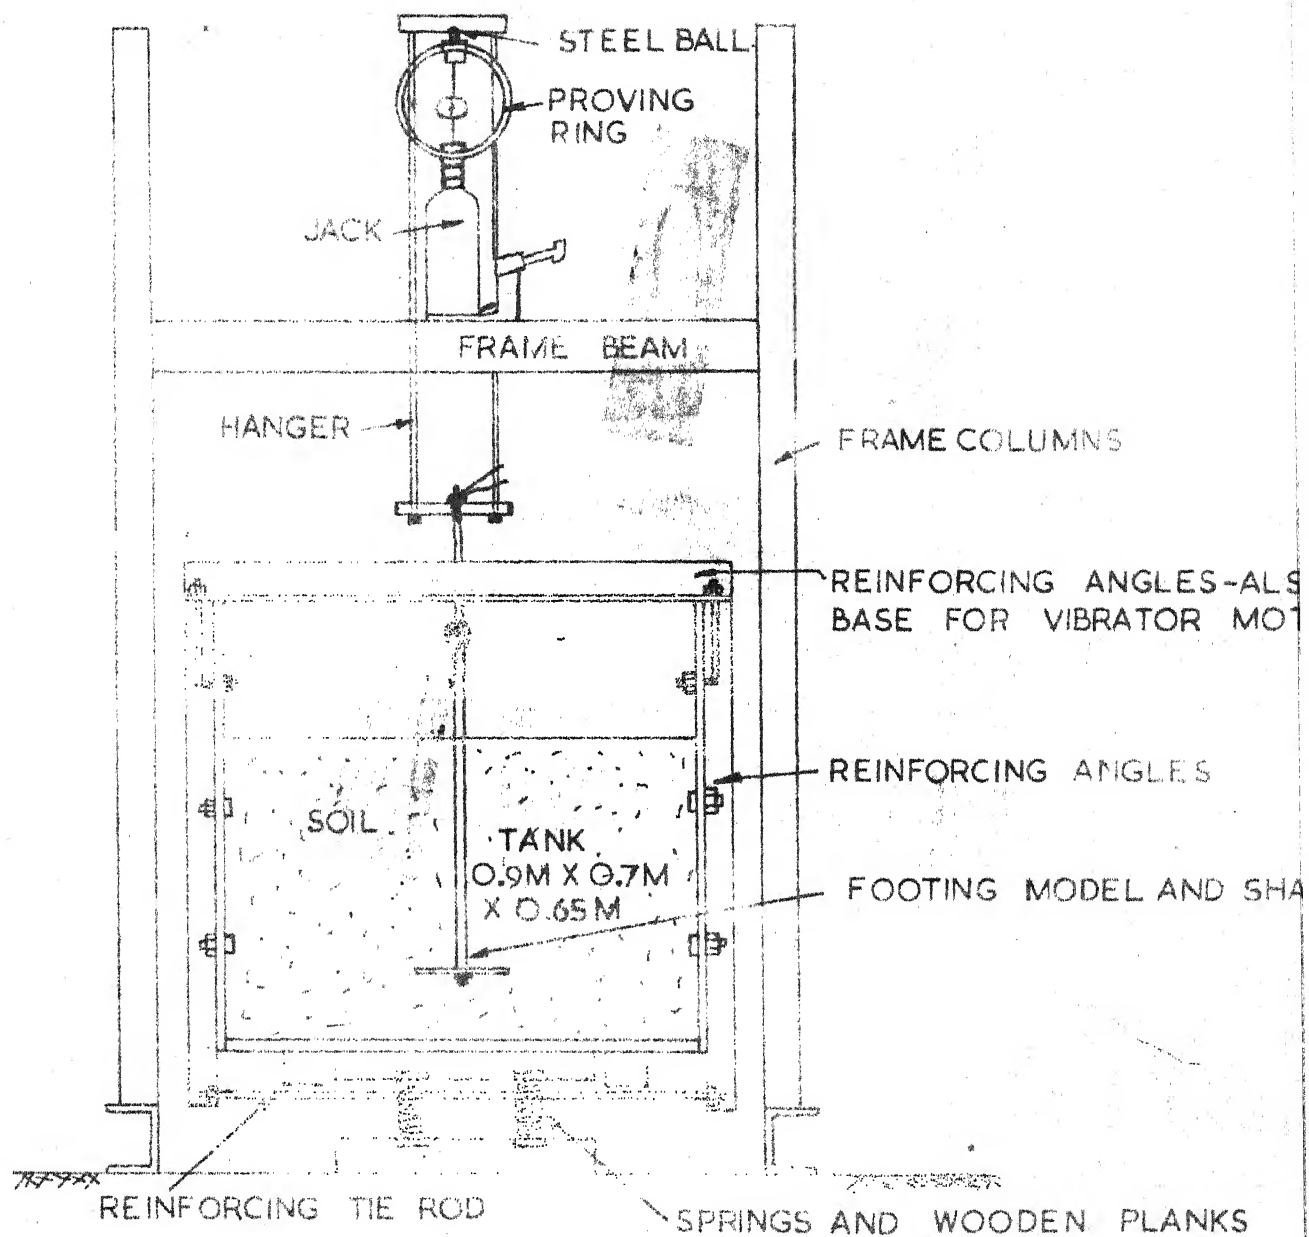 STEEL BALL
PROVING
RING
JACK
FRAME BEAM
HANGER
FRAME COLUMNS
REINFORCING ANGLES-ALS
BASE FOR VIBRATOR MOT
REINFORCING ANGLES
SOIL
TANK
0.9M X 0.7M
X 0.65M
FOOTING MODEL AND SHA
REINFORCING TIE ROD
SPRINGS AND WOODEN PLANKS